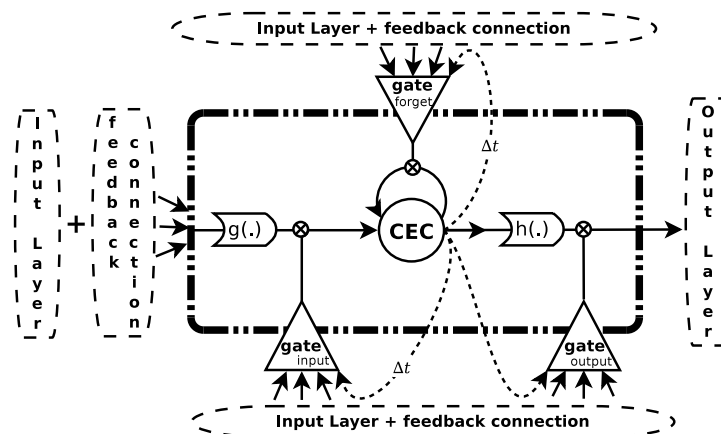 Input Layer + feedback connection
gate
forget
Δt
Input Layer
+
feedback
connection
g(.)
CEC
h(.)
Output Layer
gate
input
Δt
gate
output
Input Layer + feedback connection